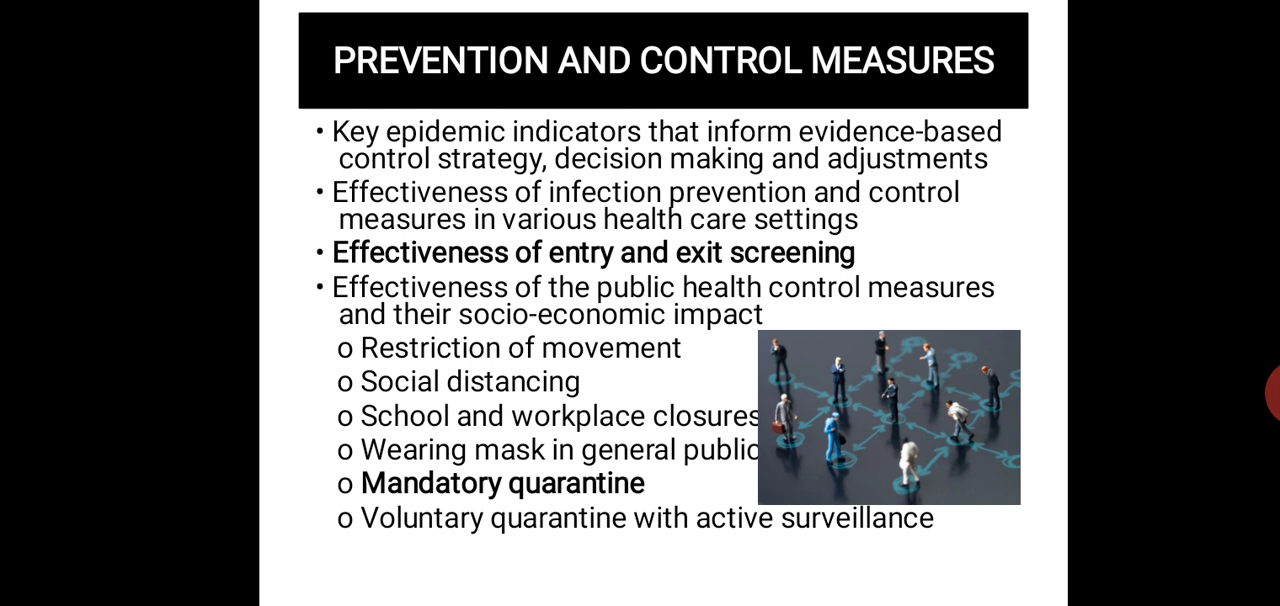 PREVENTION AND CONTROL MEASURES
• Key epidemic indicators that inform evidence-based
control strategy, decision making and adjustments
• Effectiveness of infection prevention and control
measures in various health care settings
• Effectiveness of entry and exit screening
• Effectiveness of the public health control measures
and their socio-economic impact
o Restriction of movement
o Social distancing
o School and workplace closures
o Wearing mask in general public
o Mandatory quarantine
o Voluntary quarantine with active surveillance